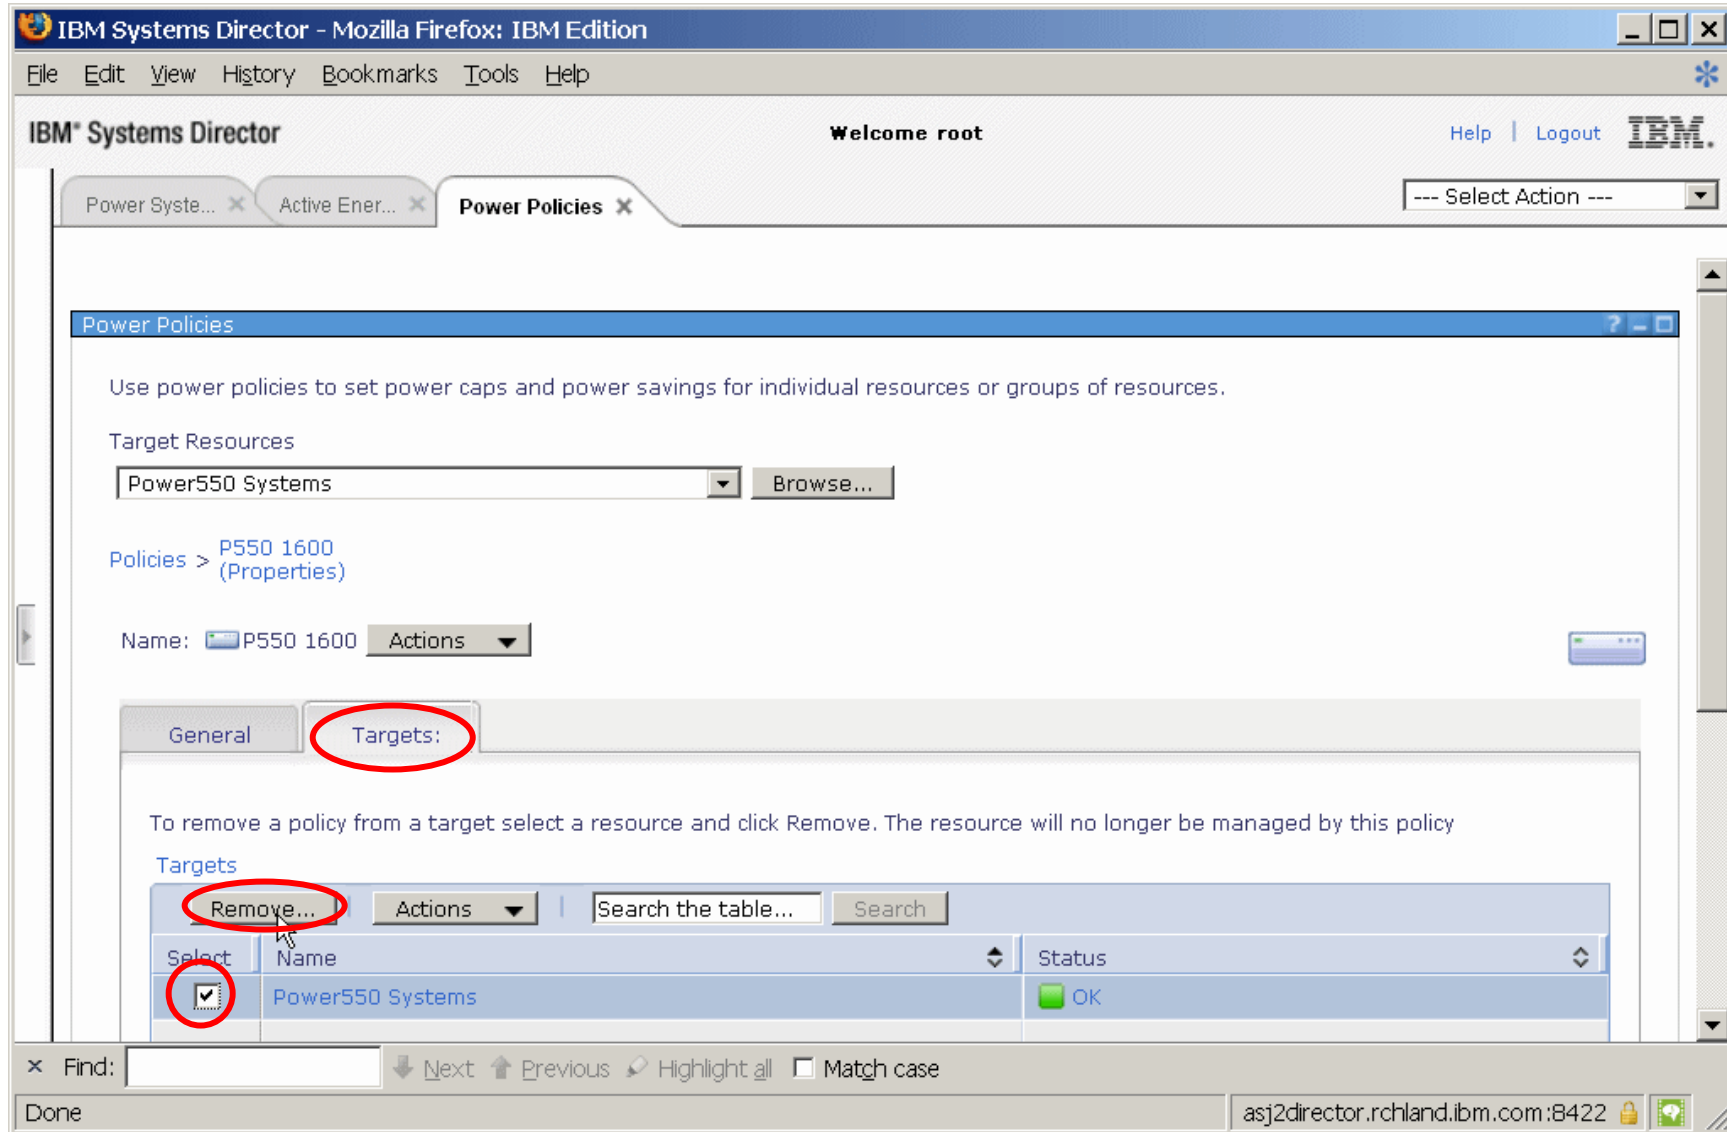 IBM Systems Director - Mozilla Firefox: IBM Edition
File Edit View History Bookmarks Tools Help
IBM® Systems Director Welcome root Help | Logout IBM.
Power Syste... Active Ener... Power Policies --- Select Action ---
Power Policies
Use power policies to set power caps and power savings for individual resources or groups of resources.
Target Resources
Power550 Systems Browse...
Policies > P550 1600
(Properties)
Name: P550 1600 Actions
General Targets:
To remove a policy from a target select a resource and click Remove. The resource will no longer be managed by this policy
Targets
Remove... Actions Search the table... Search
Select Name Status
Power550 Systems OK
× Find: Next Previous Highlight all Match case
Done asj2director.rchland.ibm.com:8422